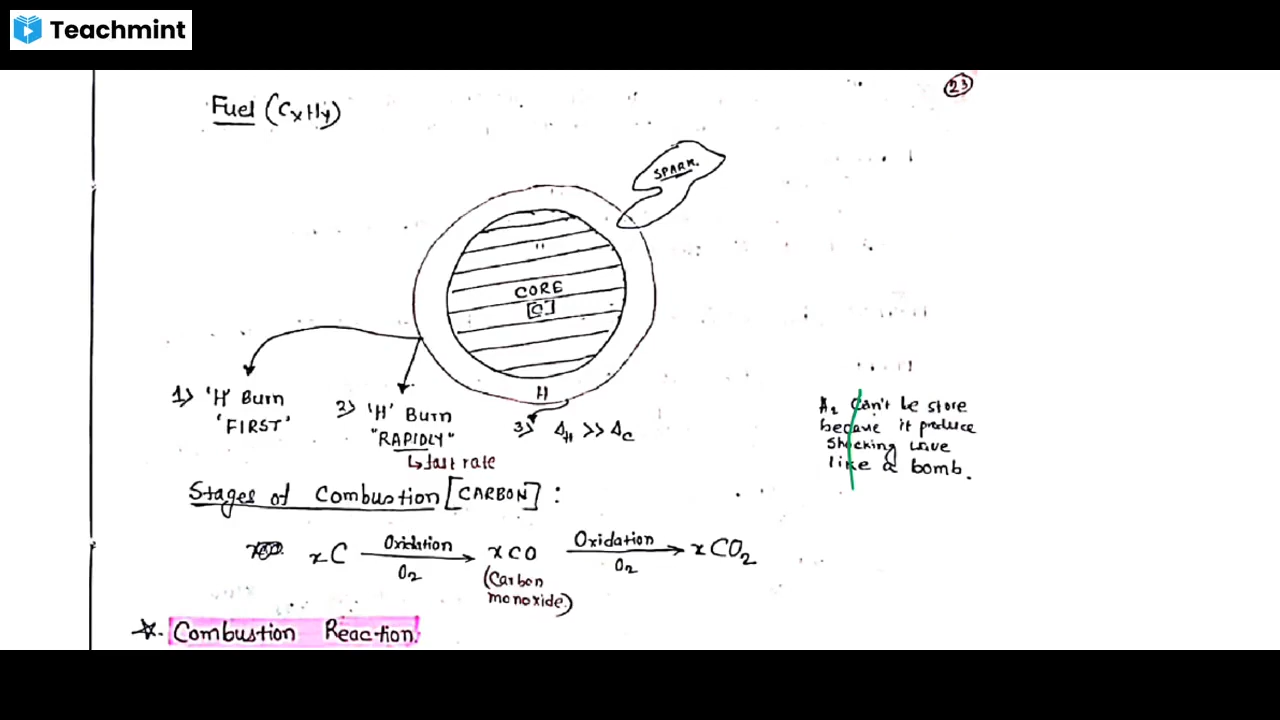 Teachmint
23
Fuel (CxHy)
SPARK.
CORE
[C]
H
1> 'H' Burn
'FIRST'
2> 'H' Burn
"RAPIDLY"
↳fast rate
3> ΔH >> ΔC
H2 Can't be store
because it produce
Shocking wave
like a bomb.
Stages of Combustion [CARBON] :
xC Oxidation O2 → xCO Oxidation O2 → xCO2
(Carbon
monoxide)
☆. Combustion Reaction.